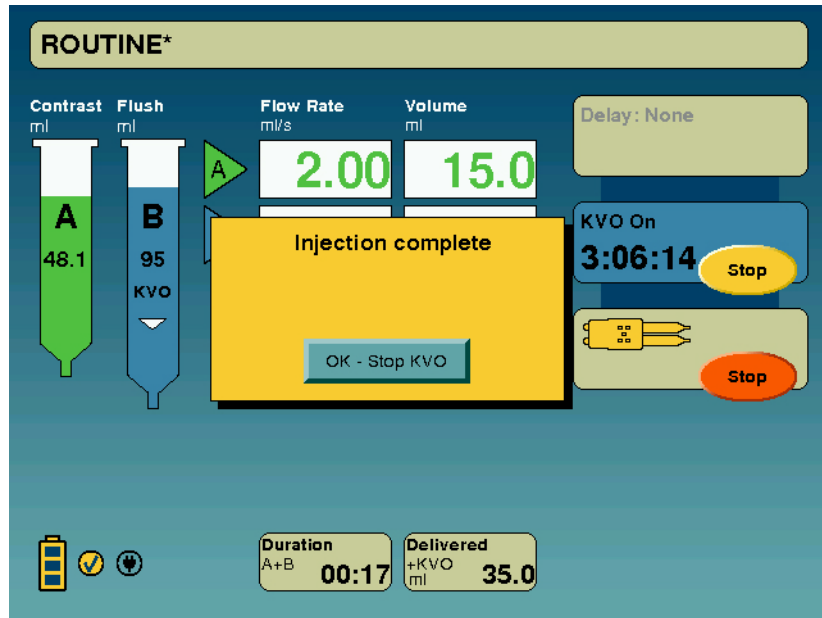 ROUTINE*
Contrast Flush Flow Rate Volume
ml ml ml/s ml
Delay: None
A 2.00 15.0
A B
48.1 95
KVO
KVO On
3:06:14
Stop
Injection complete
OK - Stop KVO
Stop
Duration
A+B 00:17
Delivered
+KVO
ml 35.0